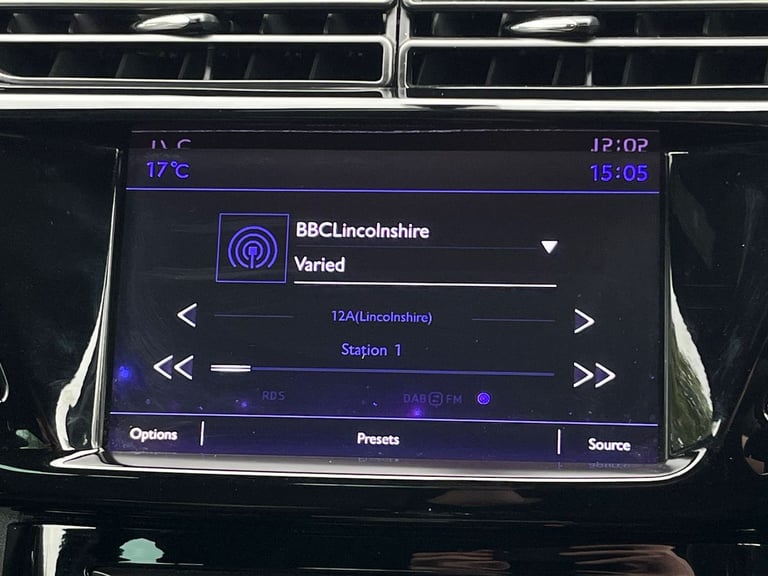 17°C
15:05
BBCLincolnshire
Varied
12A(Lincolnshire)
Station 1
RDS
DAB FM
Options
Presets
Source